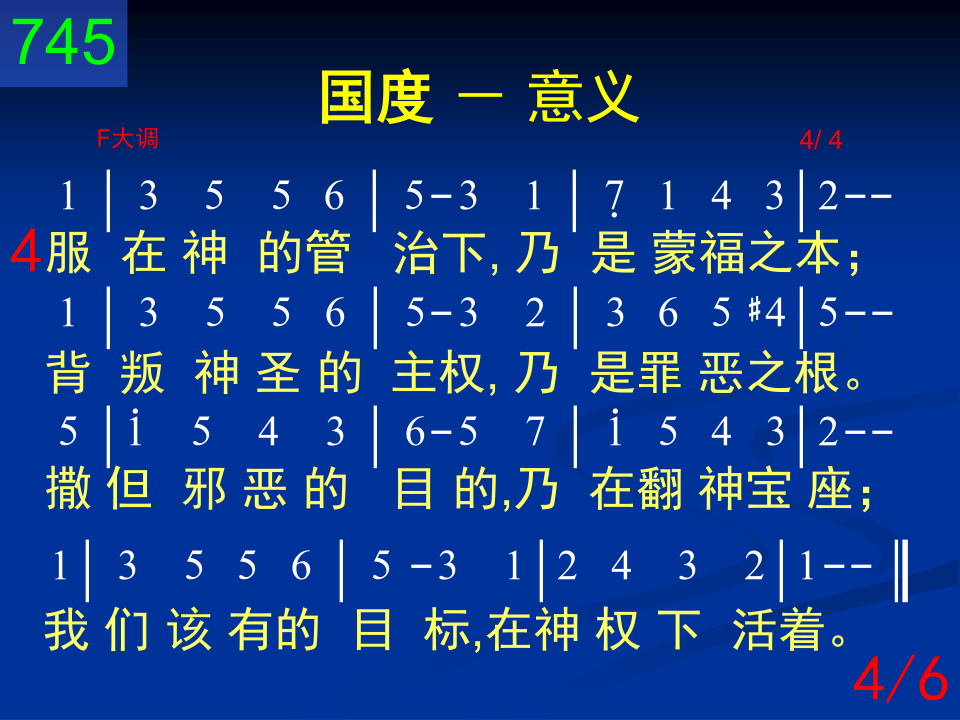 745
国度 － 意义
F大调 4/ 4
1 | 3 5 5 6 | 5-3 1 | 7̣ 1 4 3 | 2--
4服 在 神 的管 治下, 乃 是 蒙福之本；
1 | 3 5 5 6 | 5-3 2 | 3 6 5 ♯4 | 5--
背 叛 神 圣 的 主权, 乃 是罪 恶之根。
5 | 1̇ 5 4 3 | 6-5 7 | 1̇ 5 4 3 | 2--
撒 但 邪 恶 的 目 的,乃 在翻 神宝 座；
1 | 3 5 5 6 | 5 -3 1 | 2 4 3 2 | 1-- ‖
我 们 该 有的 目 标,在神 权 下 活着。
4/6